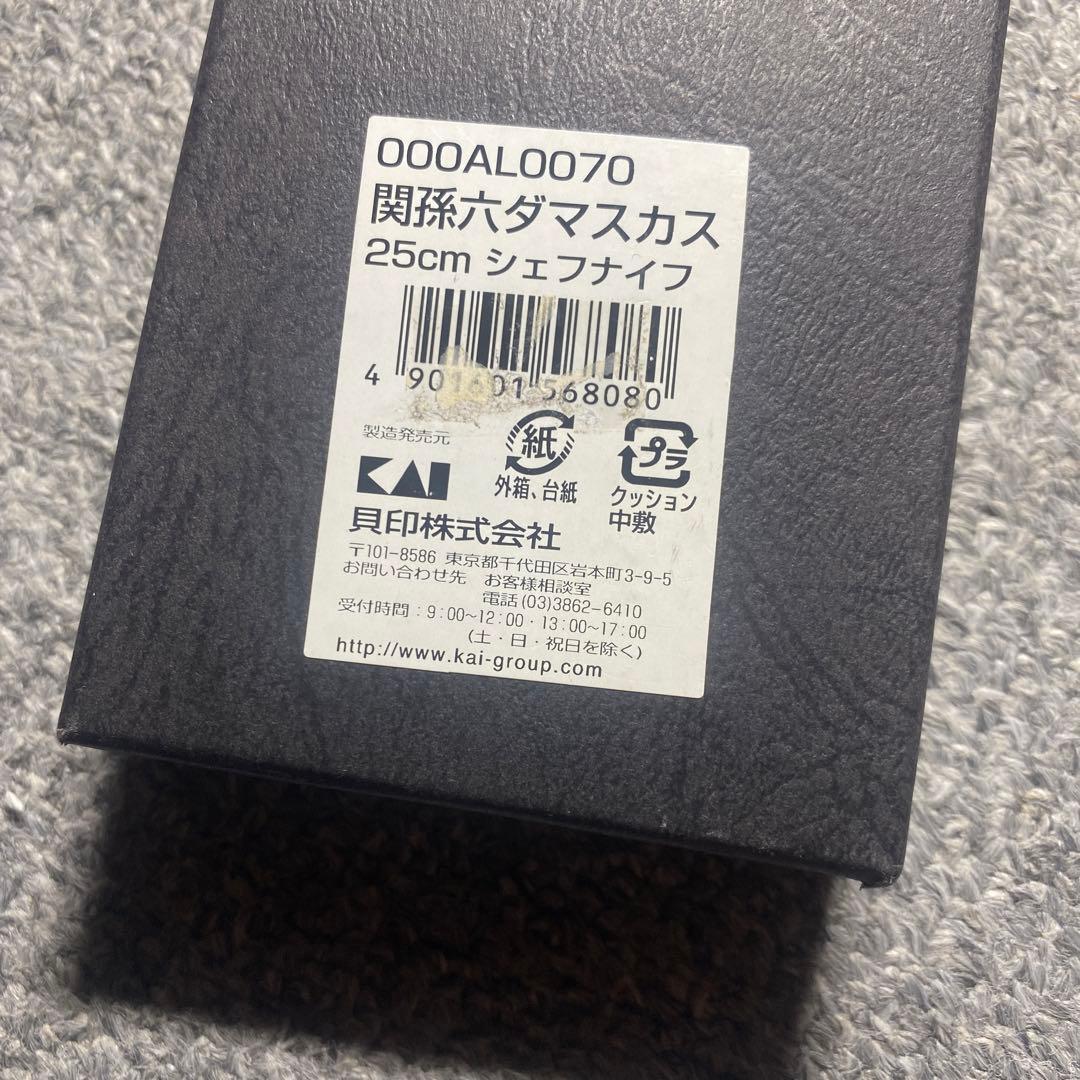 000AL0070
関孫六ダマスカス
25cm シェフナイフ
4 901601 568080
製造発売元
紙
プラ
KAI
外箱、台紙
クッション
中敷
貝印株式会社
〒101-8586 東京都千代田区岩本町3-9-5
お問い合わせ先 お客様相談室
電話(03)3862-6410
受付時間：9:00~12:00・13:00~17:00
(土・日・祝日を除く)
http://www.kai-group.com